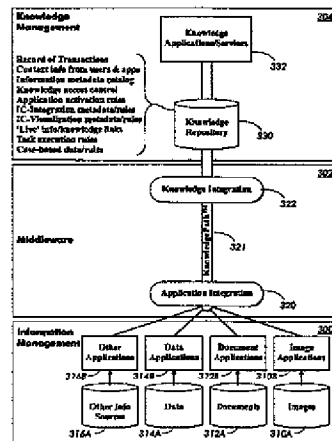 Knowledge
Management
304
Knowledge
Applications/Services
332
Record of Transactions
Context info from users & apps
Information metadata catalog
Knowledge access control
Application activation rules
IC-Integration metadata/rules
IC-Visualization metadata/rules
'Live' info/knowledge links
Task execution rules
Case-based data/rules
Knowledge
Repository
330
302
Knowledge Integration
322
KnowledgePath™
321
Middleware
Application Integration
320
Information
Management
300
Other
Applications
Data
Applications
Document
Applications
Image
Applications
316B
314B
312B
310B
Other Info
Sources
Data
Documents
Images
316A
314A
312A
310A